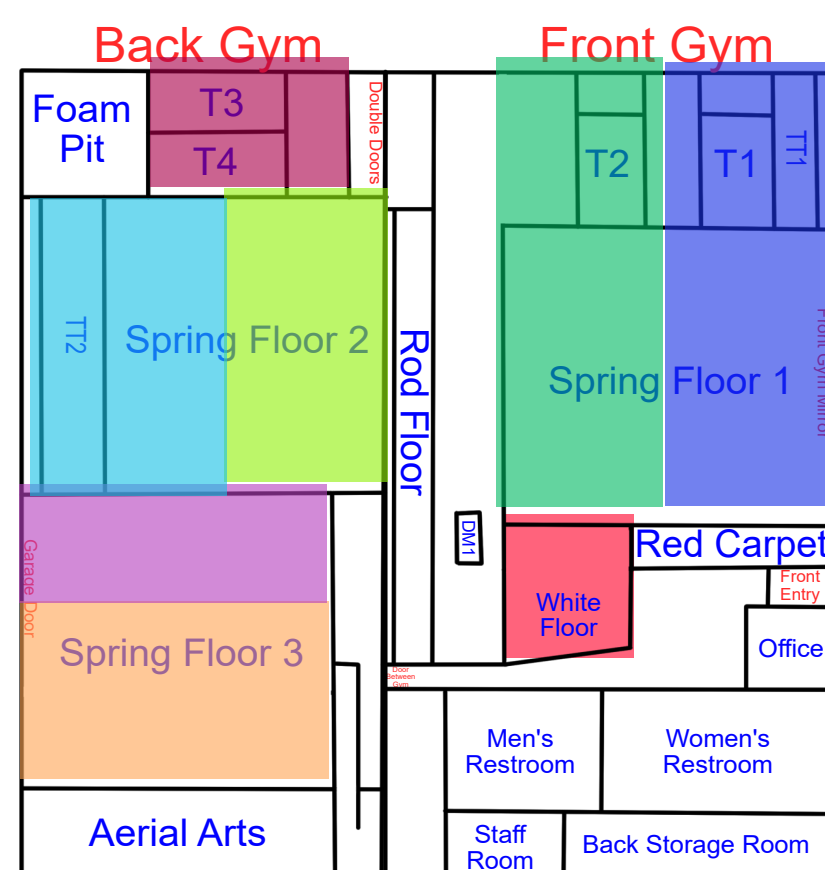 Back Gym
Front Gym
Foam
Pit
T3
T4
Double Doors
T2
T1
TT1
TT2
Spring Floor 2
Rod Floor
Spring Floor 1
Front Gym Mirror
DM1
Red Carpet
White
Floor
Front
Entry
Office
Garage Door
Spring Floor 3
Door
Between
Gym
Men's
Restroom
Women's
Restroom
Aerial Arts
Staff
Room
Back Storage Room